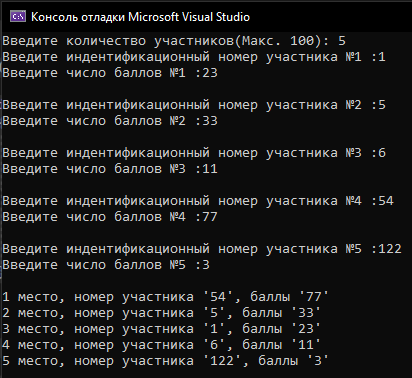 Консоль отладки Microsoft Visual Studio
Введите количество участников(Макс. 100): 5
Введите индентификационный номер участника №1 :1
Введите число баллов №1 :23
Введите индентификационный номер участника №2 :5
Введите число баллов №2 :33
Введите индентификационный номер участника №3 :6
Введите число баллов №3 :11
Введите индентификационный номер участника №4 :54
Введите число баллов №4 :77
Введите индентификационный номер участника №5 :122
Введите число баллов №5 :3
1 место, номер участника '54', баллы '77'
2 место, номер участника '5', баллы '33'
3 место, номер участника '1', баллы '23'
4 место, номер участника '6', баллы '11'
5 место, номер участника '122', баллы '3'